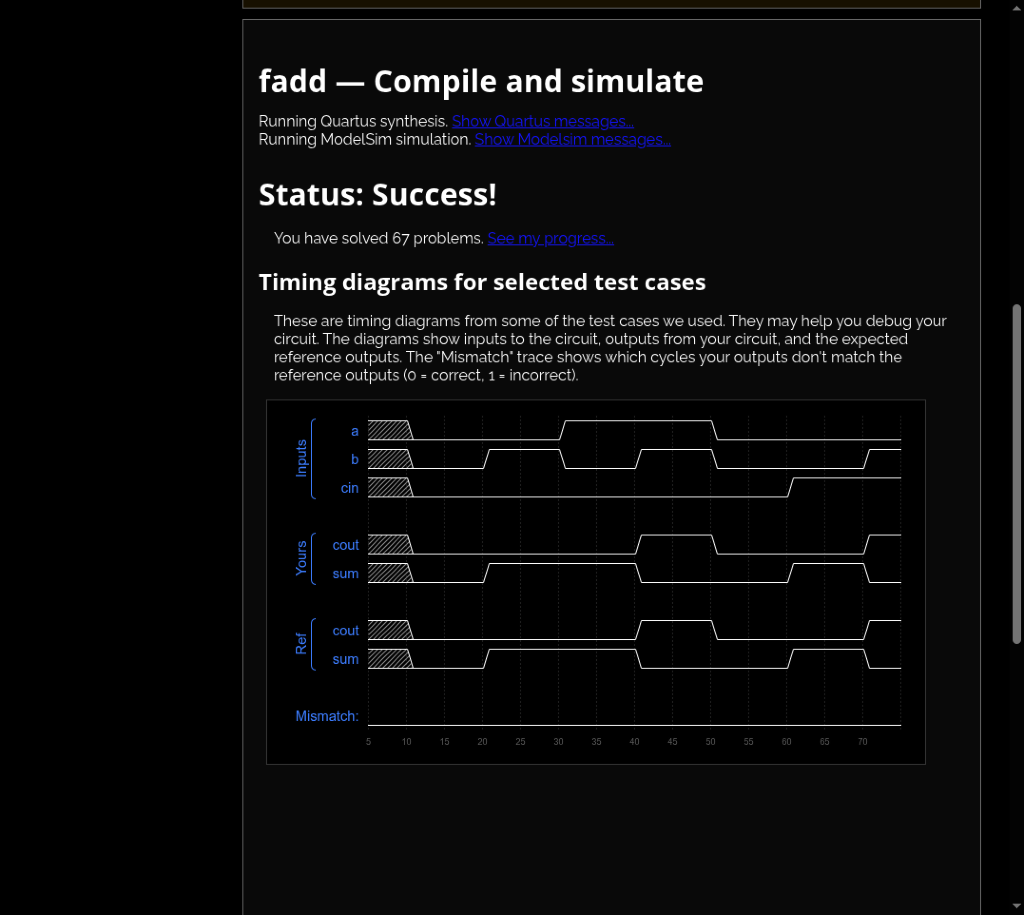 fadd — Compile and simulate
Running Quartus synthesis. Show Quartus messages...
Running ModelSim simulation. Show Modelsim messages...
Status: Success!
You have solved 67 problems. See my progress...
Timing diagrams for selected test cases
These are timing diagrams from some of the test cases we used. They may help you debug your
circuit. The diagrams show inputs to the circuit, outputs from your circuit, and the expected
reference outputs. The "Mismatch" trace shows which cycles your outputs don't match the
reference outputs (0 = correct, 1 = incorrect).
Inputs
a
b
cin
Yours
cout
sum
Ref
cout
sum
Mismatch:
5 10 15 20 25 30 35 40 45 50 55 60 65 70